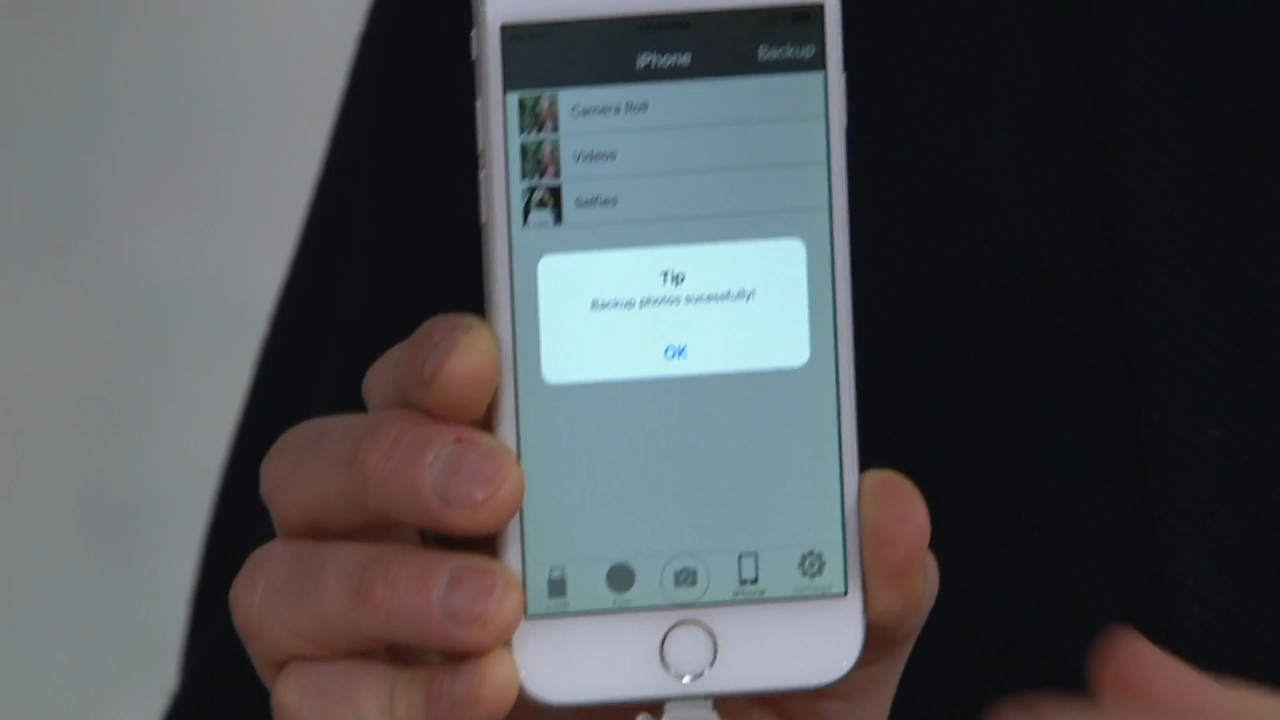 iPhone
Backup
Camera Roll
Videos
Selfies
Tip
Backup photos sucessfully!
OK
iPhone